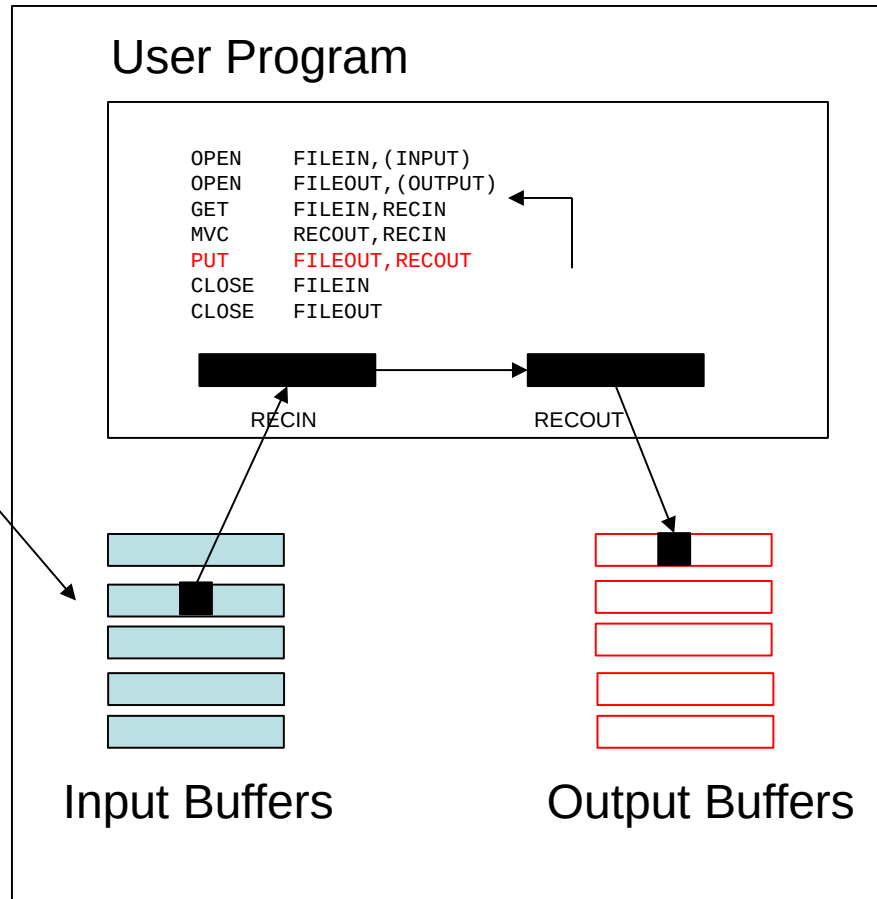 User Program
OPEN FILEIN,(INPUT)
OPEN FILEOUT,(OUTPUT)
GET FILEIN,RECIN
MVC RECOUT,RECIN
PUT FILEOUT,RECOUT
CLOSE FILEIN
CLOSE FILEOUT
RECIN RECOUT
Input Buffers Output Buffers